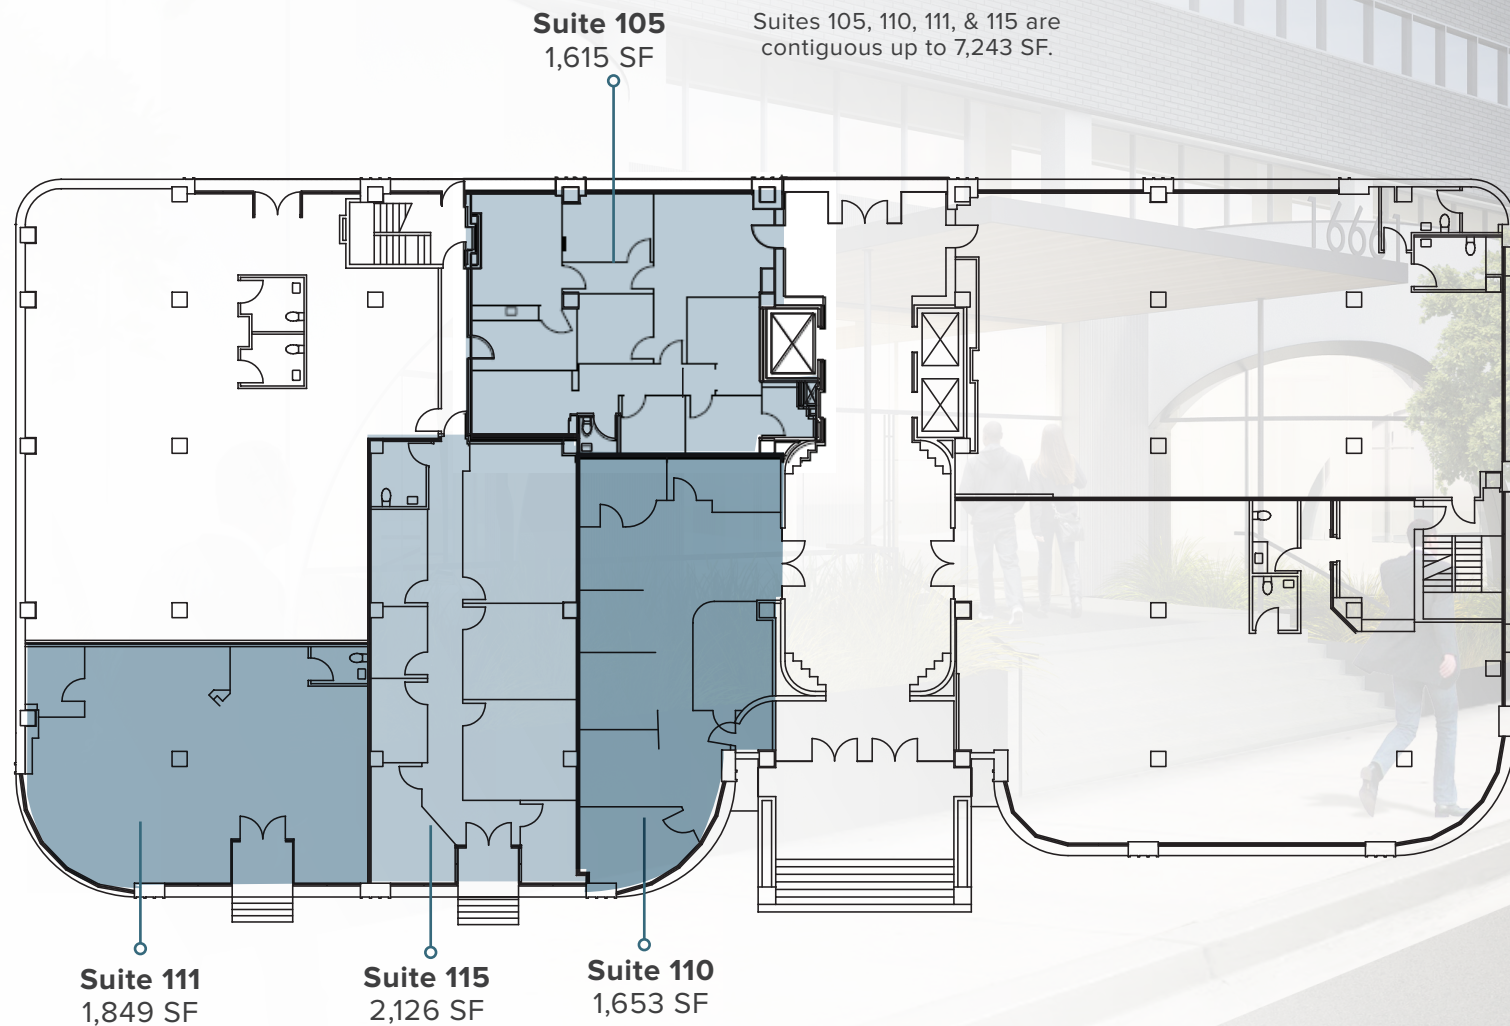 Suite 105
1,615 SF
Suites 105, 110, 111, & 115 are
contiguous up to 7,243 SF.
16661
Suite 111
1,849 SF
Suite 115
2,126 SF
Suite 110
1,653 SF